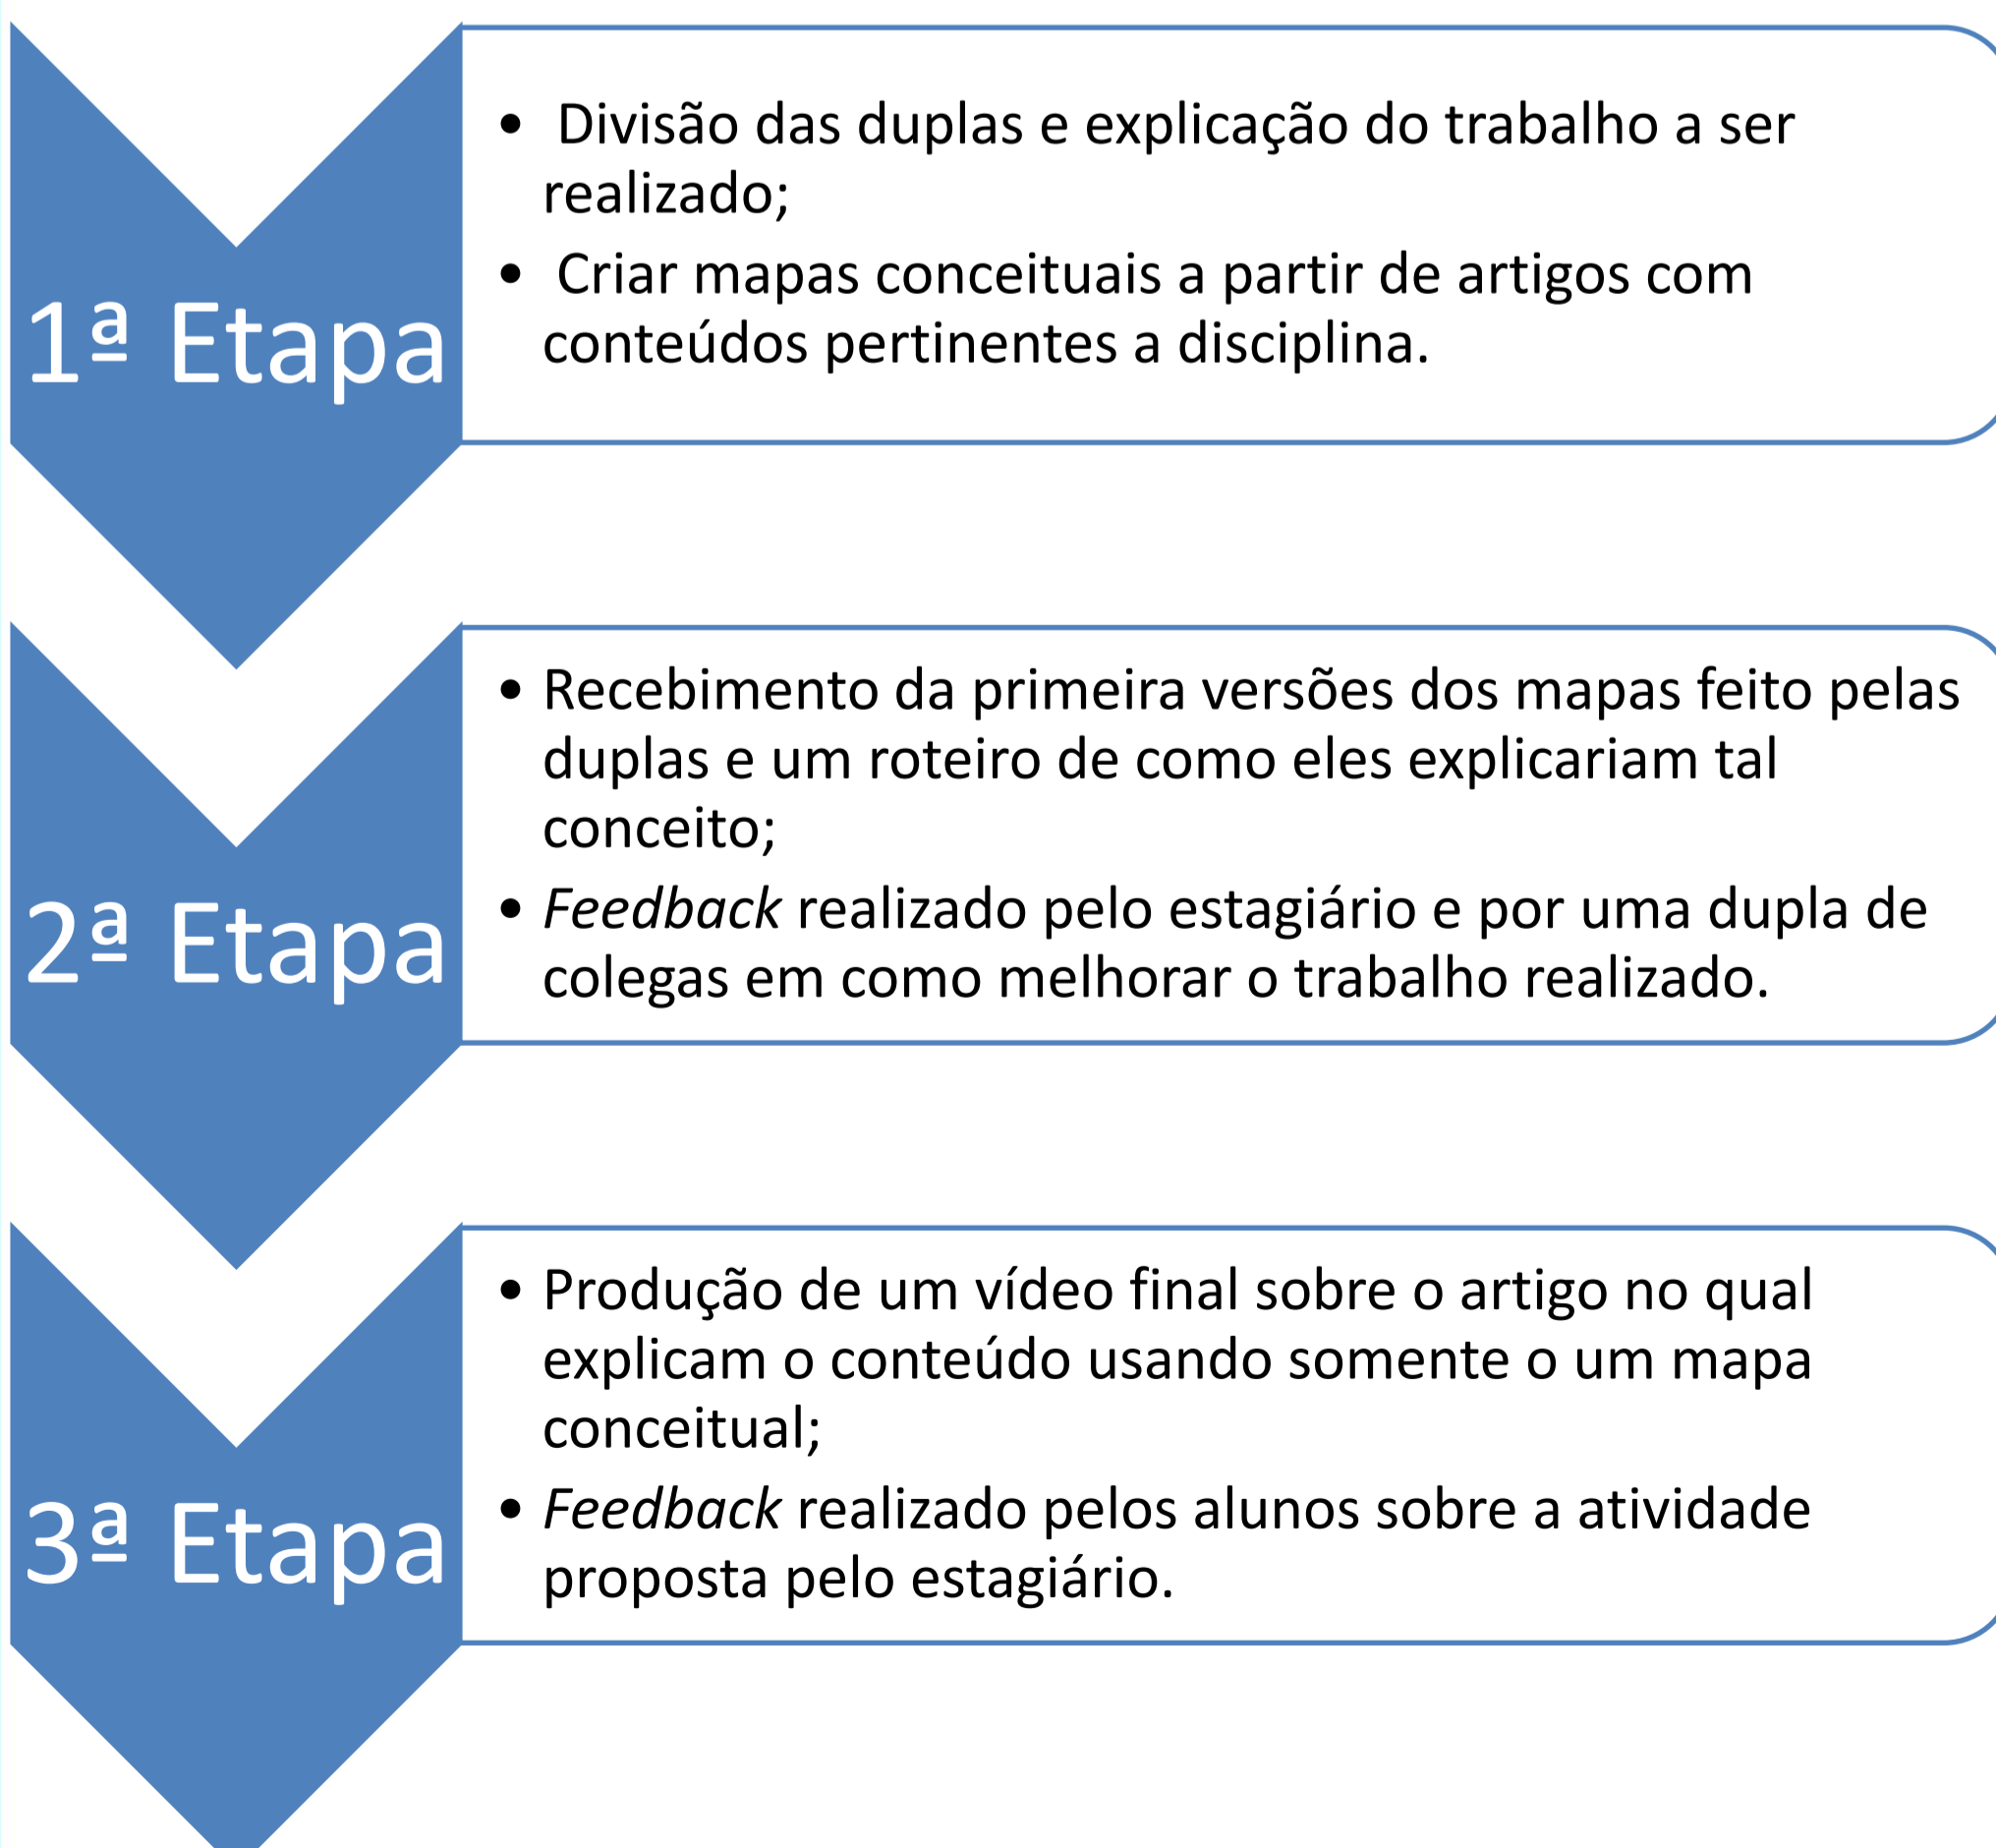 1ª Etapa
• Divisão das duplas e explicação do trabalho a ser
realizado;
• Criar mapas conceituais a partir de artigos com
conteúdos pertinentes a disciplina.
2ª Etapa
• Recebimento da primeira versões dos mapas feito pelas
duplas e um roteiro de como eles explicariam tal
conceito;
• Feedback realizado pelo estagiário e por uma dupla de
colegas em como melhorar o trabalho realizado.
3ª Etapa
• Produção de um vídeo final sobre o artigo no qual
explicam o conteúdo usando somente o um mapa
conceitual;
• Feedback realizado pelos alunos sobre a atividade
proposta pelo estagiário.